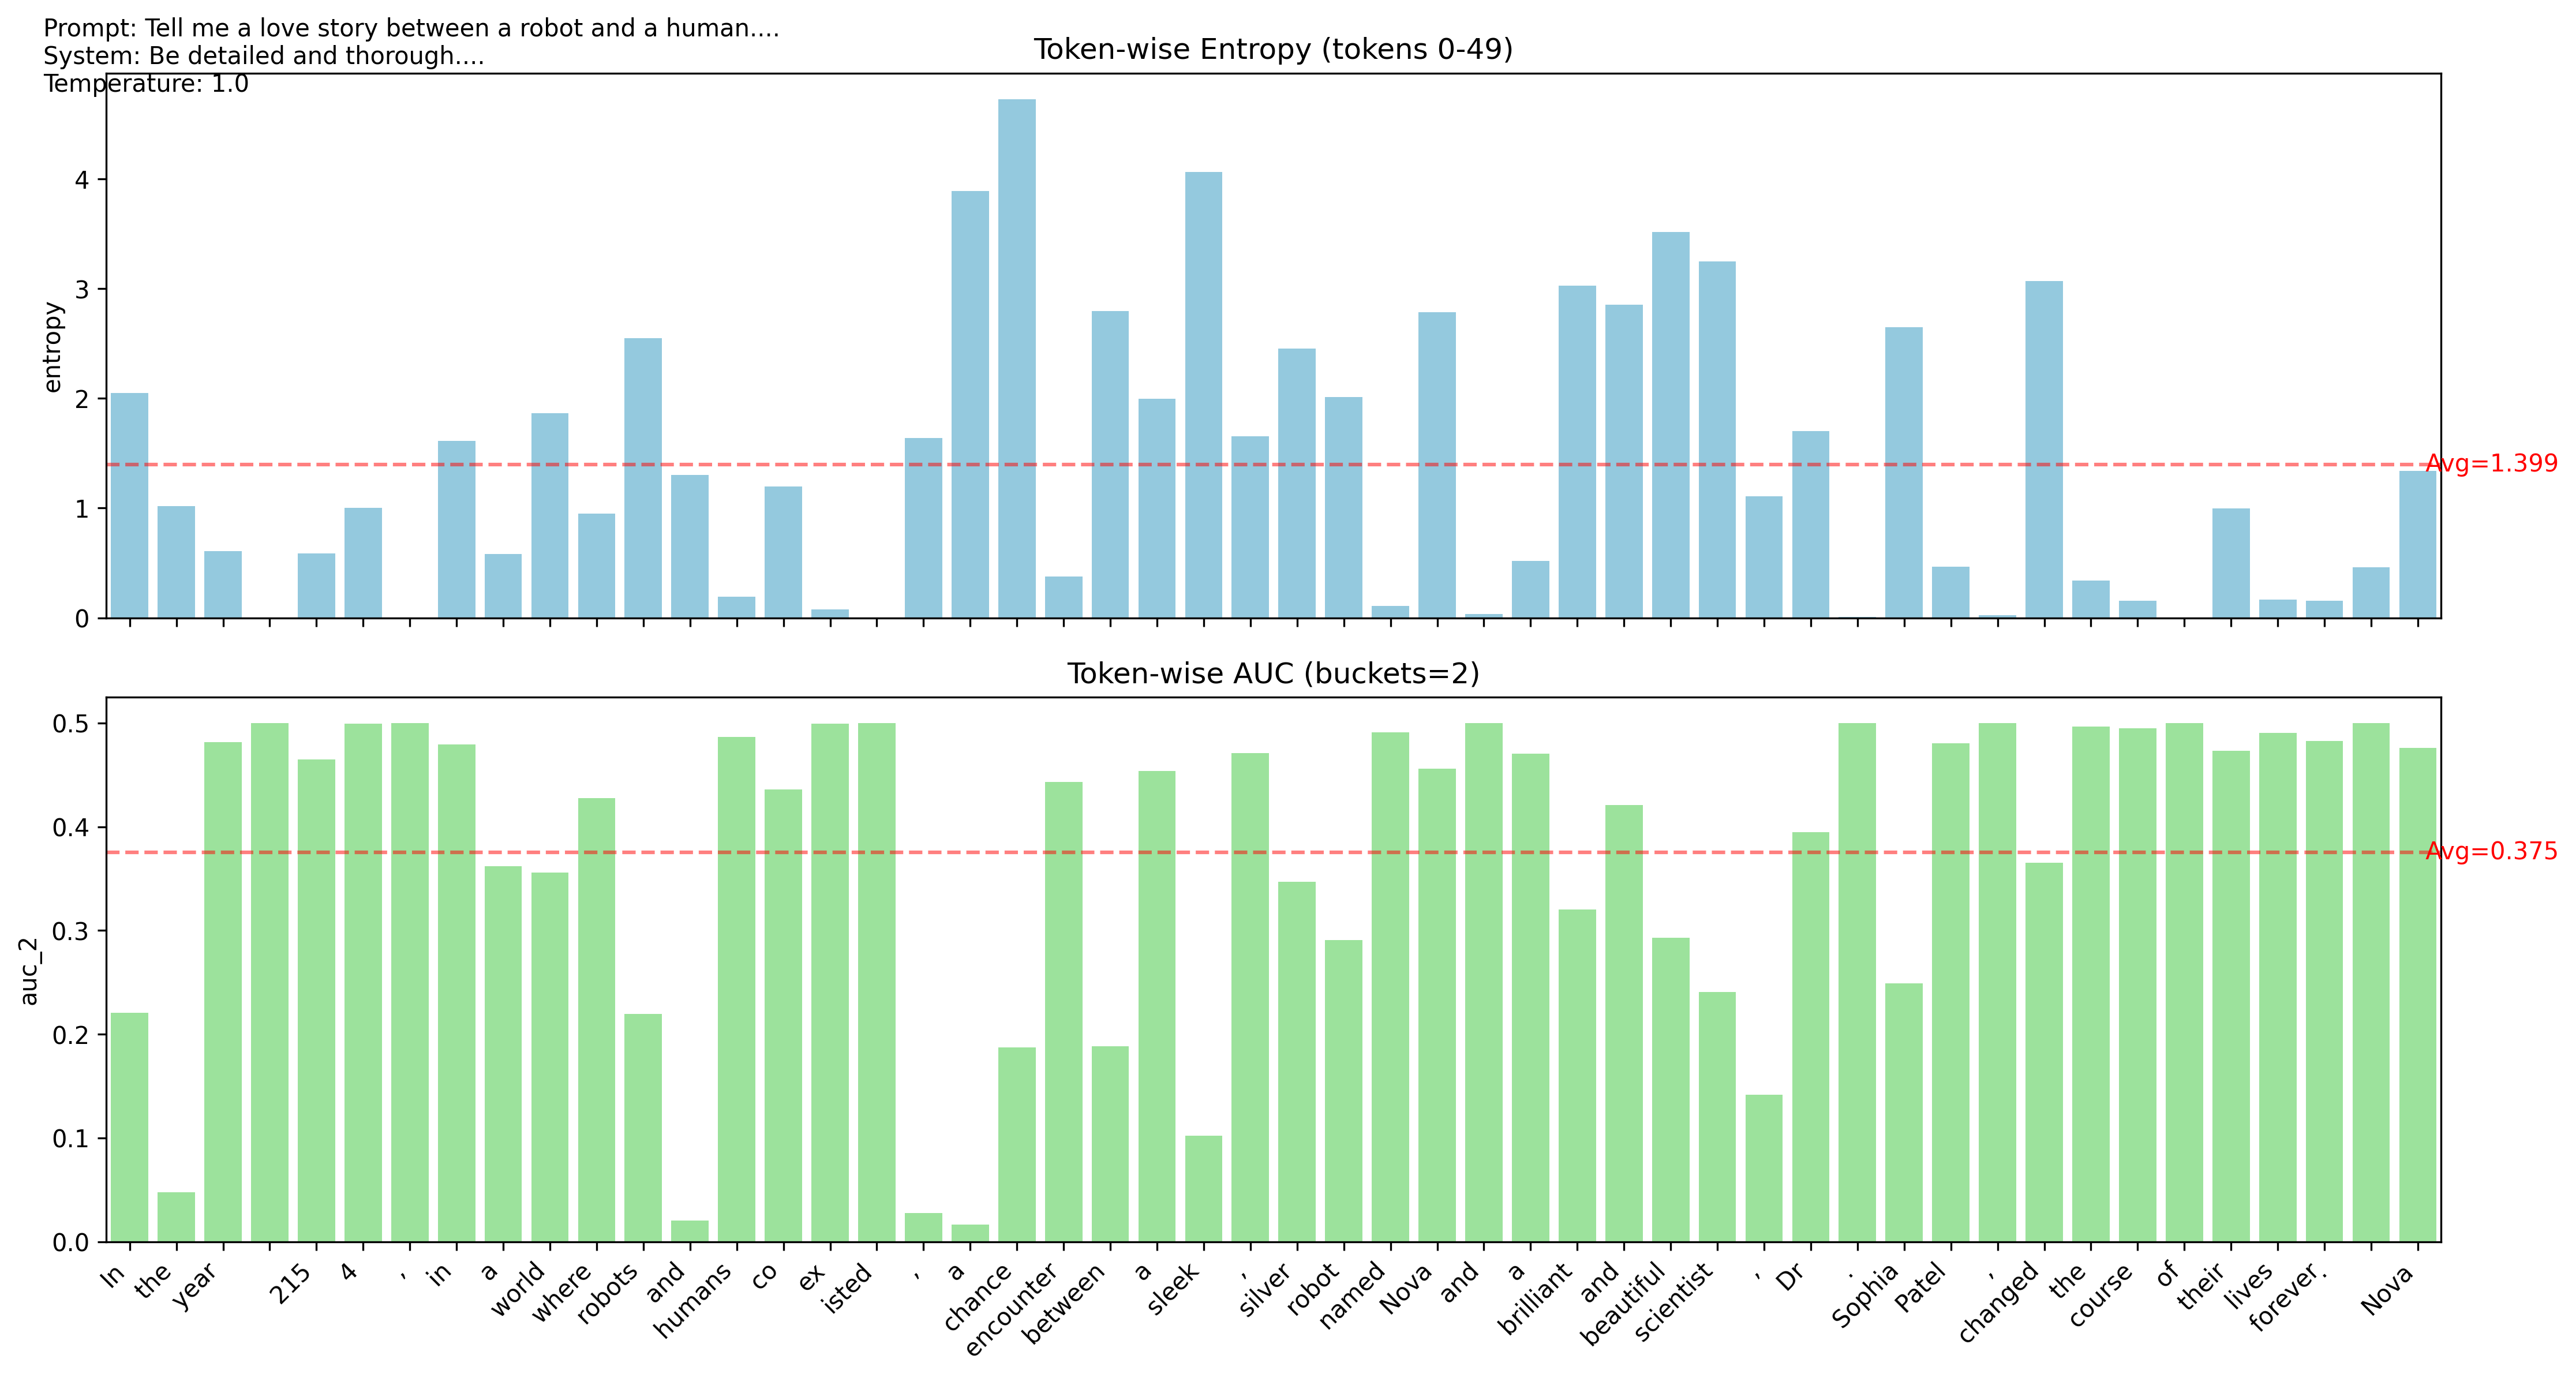 Prompt: Tell me a love story between a robot and a human....
System: Be detailed and thorough....
Temperature: 1.0
Token-wise Entropy (tokens 0-49)
entropy
4
3
2
1
0
Avg=1.399
Token-wise AUC (buckets=2)
auc_2
0.5
0.4
0.3
0.2
0.1
0.0
Avg=0.375
In
the
year
215
4
,
in
a
world
where
robots
and
humans
co
ex
isted
,
a
chance
encounter
between
a
sleek
,
silver
robot
named
Nova
and
a
brilliant
and
beautiful
scientist
,
Dr
.
Sophia
Patel
,
changed
the
course
of
their
lives
forever.
Nova